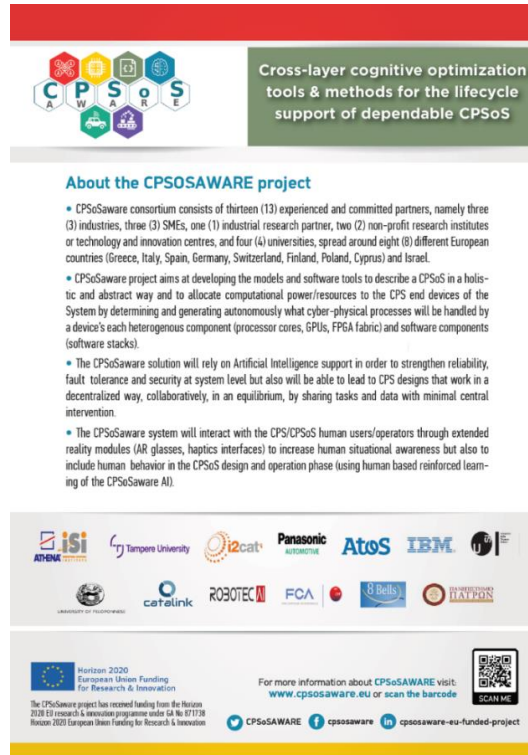 CPSoS
AWARE
Cross-layer cognitive optimization
tools & methods for the lifecycle
support of dependable CPSoS
About the CPSOSAWARE project
• CPSoSaware consortium consists of thirteen (13) experienced and committed partners, namely three
(3) industries, three (3) SMEs, one (1) industrial research partner, two (2) non-profit research institutes
or technology and innovation centres, and four (4) universities, spread around eight (8) different European
countries (Greece, Italy, Spain, Germany, Switzerland, Finland, Poland, Cyprus) and Israel.
• CPSoSaware project aims at developing the models and software tools to describe a CPSoS in a holis-
tic and abstract way and to allocate computational power/resources to the CPS end devices of the
System by determining and generating autonomously what cyber-physical processes will be handled by
a device's each heterogenous component (processor cores, GPUs, FPGA fabric) and software components
(software stacks).
• The CPSoSaware solution will rely on Artificial Intelligence support in order to strengthen reliability,
fault tolerance and security at system level but also will be able to lead to CPS designs that work in a
decentralized way, collaboratively, in an equilibrium, by sharing tasks and data with minimal central
intervention.
• The CPSoSaware system will interact with the CPS/CPSoS human users/operators through extended
reality modules (AR glasses, haptics interfaces) to increase human situational awareness but also to
include human behavior in the CPSoS design and operation phase (using human based reinforced learn-
ing of the CPSoSaware AI).
ATHENA iSi
Tampere University
i2cat
Panasonic
AUTOMOTIVE
Atos
IBM
UNIVERSITY OF PELOPONNESE
catalink
ROBOTEC AI
FCA
8 Bells
ΠΑΝΕΠΙΣΤΗΜΙΟ
ΠΑΤΡΩΝ
Horizon 2020
European Union Funding
for Research & Innovation
The CPSoSaware project has received funding from the Horizon
2020 EU research & innovation programme under GA No 871738
Horizon 2020 European Union Funding for Research & Innovation
For more information about CPSoSAWARE visit:
www.cpsosaware.eu or scan the barcode
SCAN ME
CPSoSAWARE
cpsosaware
cpsosaware-eu-funded-project